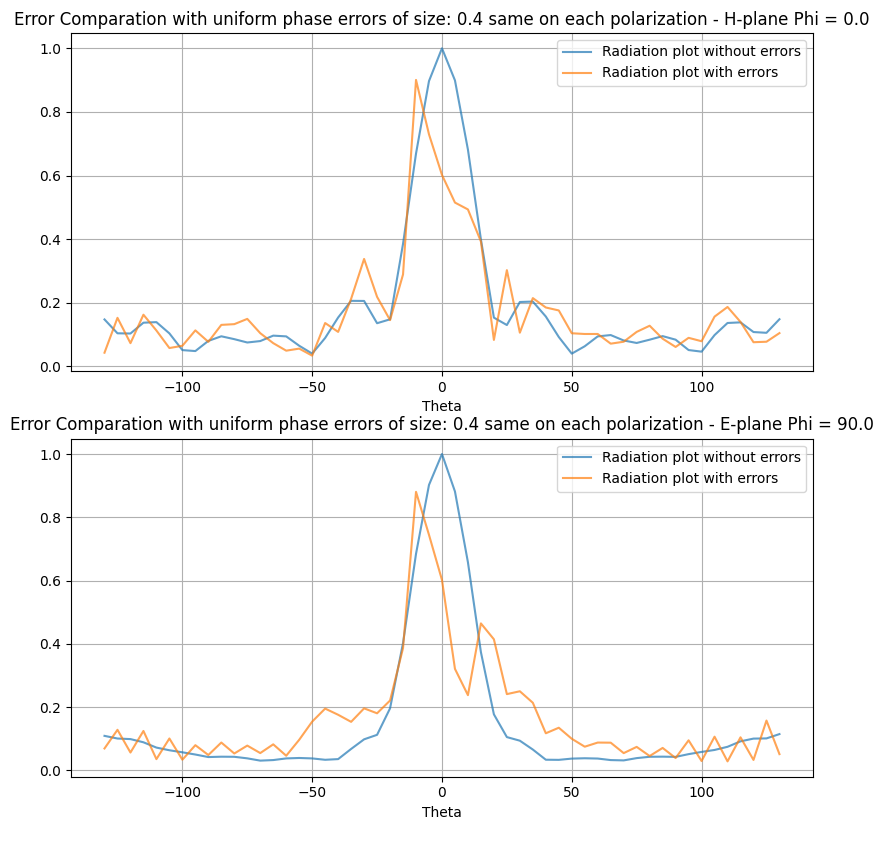 Error Comparation with uniform phase errors of size: 0.4 same on each polarization - H-plane Phi = 0.0
Radiation plot without errors
Radiation plot with errors
1.0
0.8
0.6
0.4
0.2
0.0
−100
−50
0
50
100
Theta
Error Comparation with uniform phase errors of size: 0.4 same on each polarization - E-plane Phi = 90.0
Radiation plot without errors
Radiation plot with errors
1.0
0.8
0.6
0.4
0.2
0.0
−100
−50
0
50
100
Theta